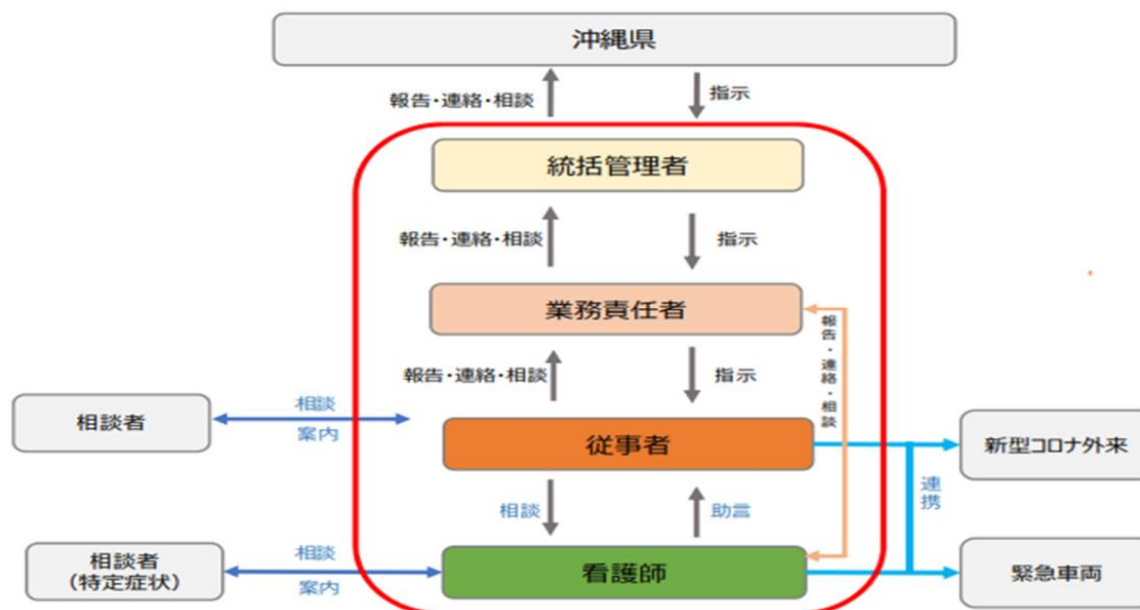 沖縄県
報告・連絡・相談
指示
統括管理者
報告・連絡・相談
指示
業務責任者
報告・連絡・相談
報告・連絡・相談
指示
相談者
相談
案内
従事者
新型コロナ外来
連携
相談
助言
相談者
(特定症状)
相談
案内
看護師
緊急車両